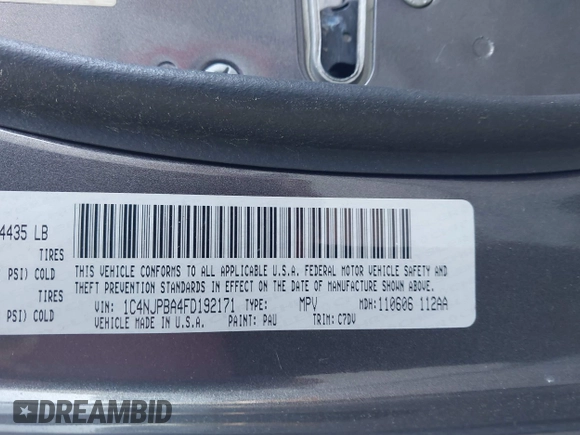 4435 LB
TIRES
PSI) COLD
TIRES
PSI) COLD
THIS VEHICLE CONFORMS TO ALL APPLICABLE U.S.A. FEDERAL MOTOR VEHICLE SAFETY AND
THEFT PREVENTION STANDARDS IN EFFECT ON THE DATE OF MANUFACTURE SHOWN ABOVE.
VIN: 1C4NJPBA4FD192171 TYPE: MPV MDH: 110606 112AA
VEHICLE MADE IN U.S.A. PAINT: PAU TRIM: C7DV
DREAMBID